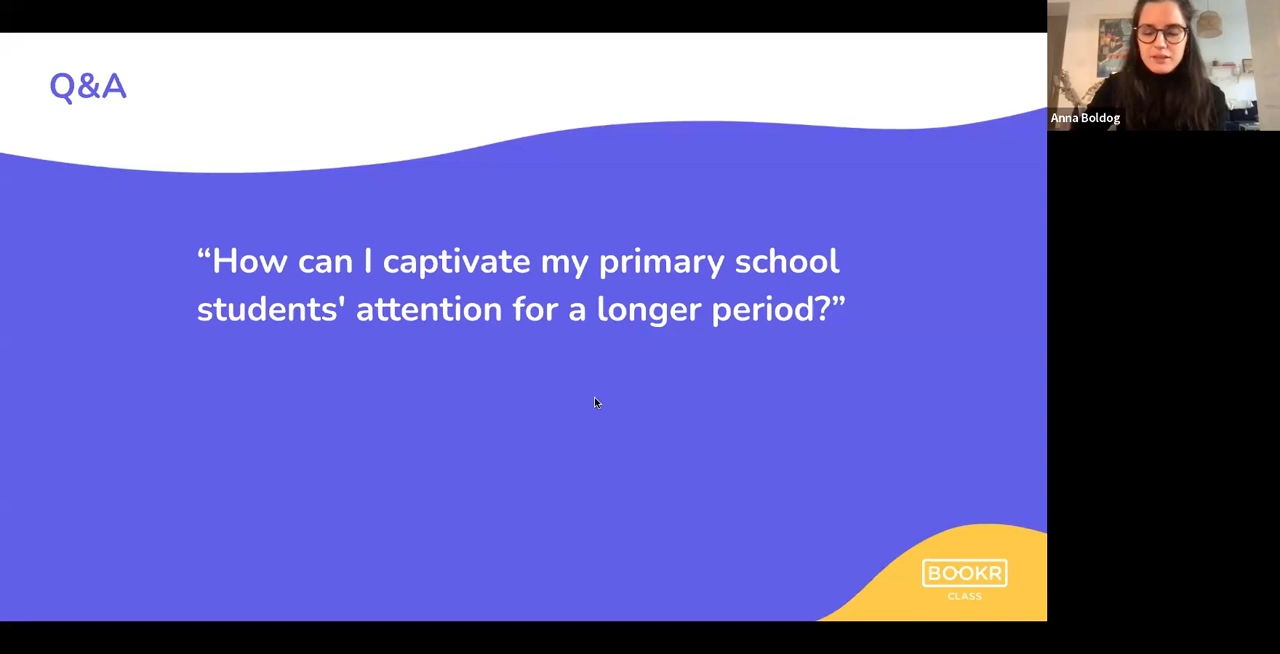 Q&A
Anna Boldog
“How can I captivate my primary school
students' attention for a longer period?”
BOOKR
CLASS